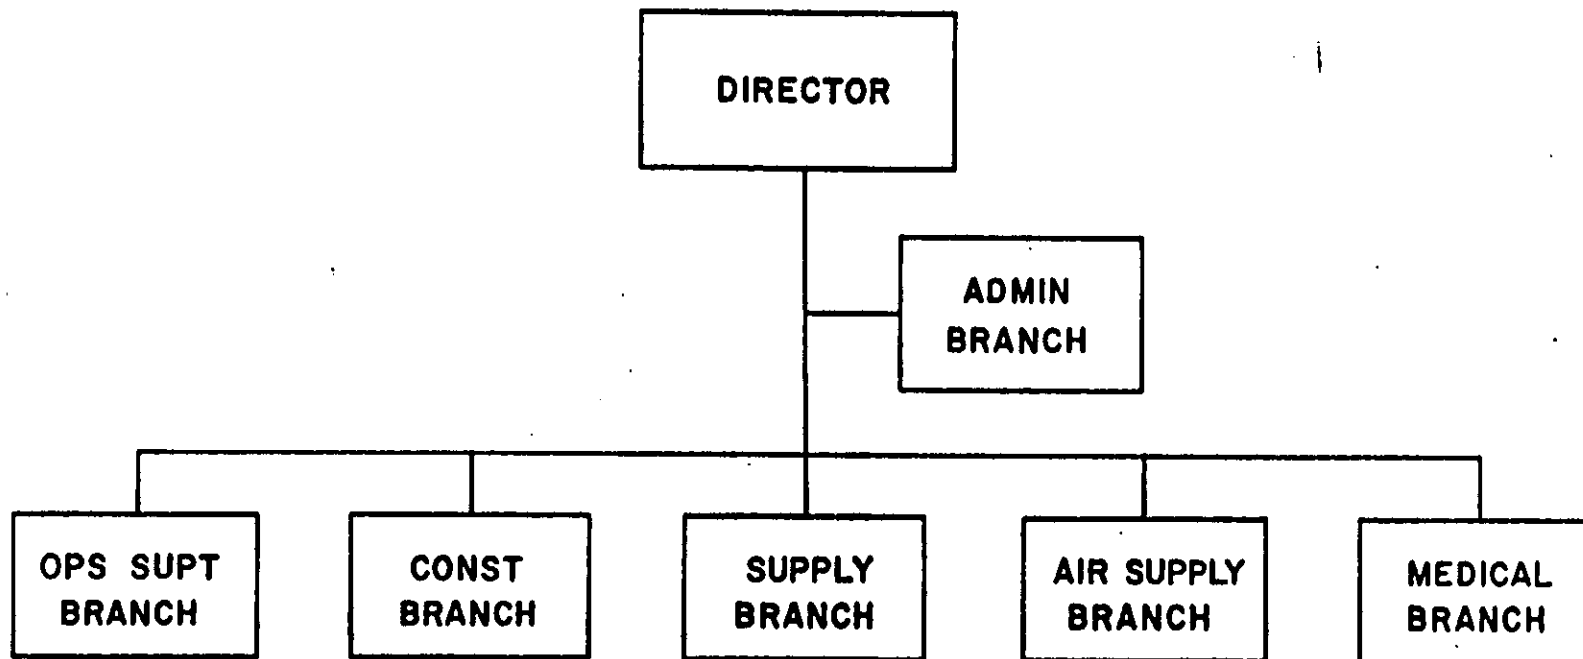 DIRECTOR
ADMIN
BRANCH
OPS SUPT
BRANCH
CONST
BRANCH
SUPPLY
BRANCH
AIR SUPPLY
BRANCH
MEDICAL
BRANCH